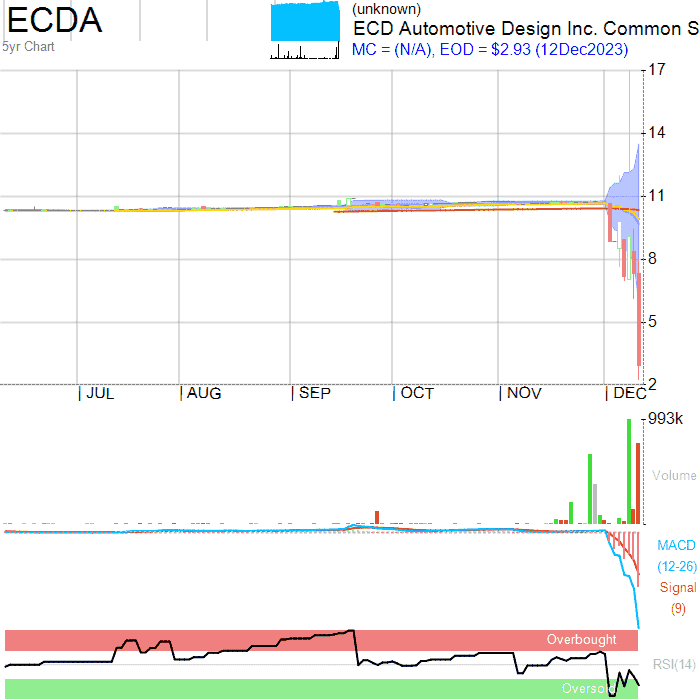 ECDA
(unknown)
ECD Automotive Design Inc. Common S
5yr Chart
MC = (N/A), EOD = $2.93 (12Dec2023)
17
14
11
8
5
2
JUL AUG SEP OCT NOV DEC
993k
Volume
MACD
(12-26)
Signal
(9)
Overbought
RSI(14)
Oversold